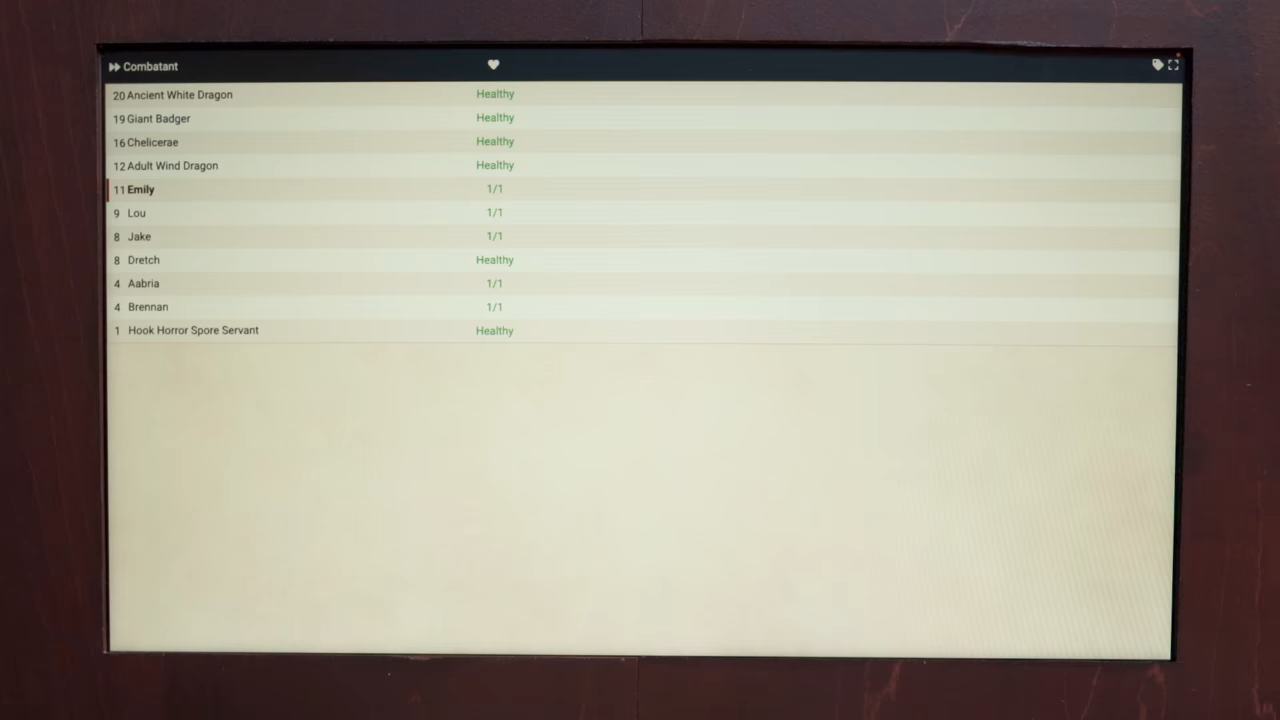 Combatant
20 Ancient White Dragon Healthy
19 Giant Badger Healthy
16 Chelicerae Healthy
12 Adult Wind Dragon Healthy
11 Emily 1/1
9 Lou 1/1
8 Jake 1/1
8 Dretch Healthy
4 Aabria 1/1
4 Brennan 1/1
1 Hook Horror Spore Servant Healthy